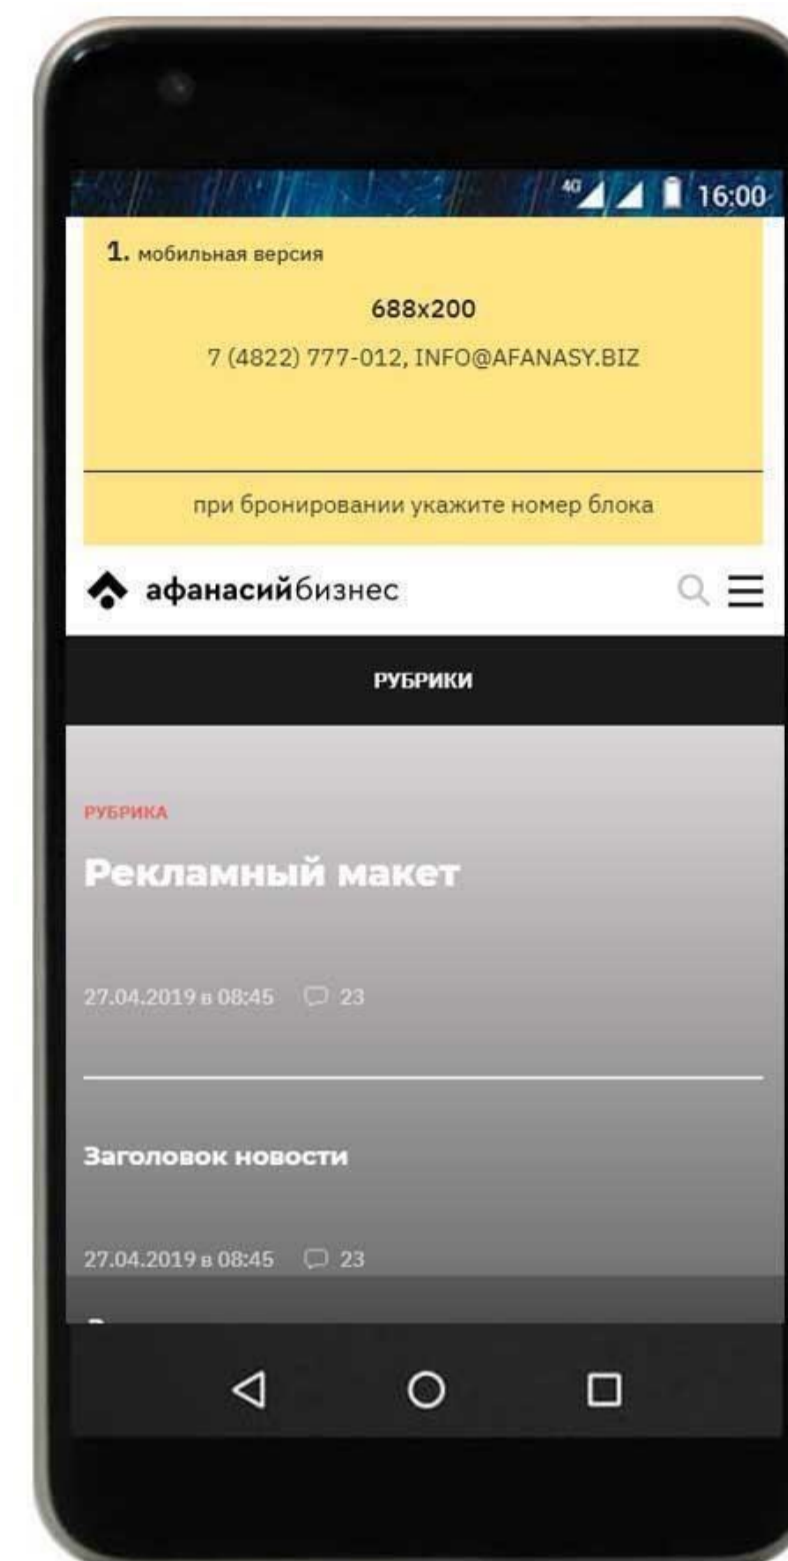 4G 16:00
1. мобильная версия
688x200
7 (4822) 777-012, INFO@AFANASY.BIZ
при бронировании укажите номер блока
афанасийбизнес
РУБРИКИ
РУБРИКА
Рекламный макет
27.04.2019 в 08:45 23
Заголовок новости
27.04.2019 в 08:45 23